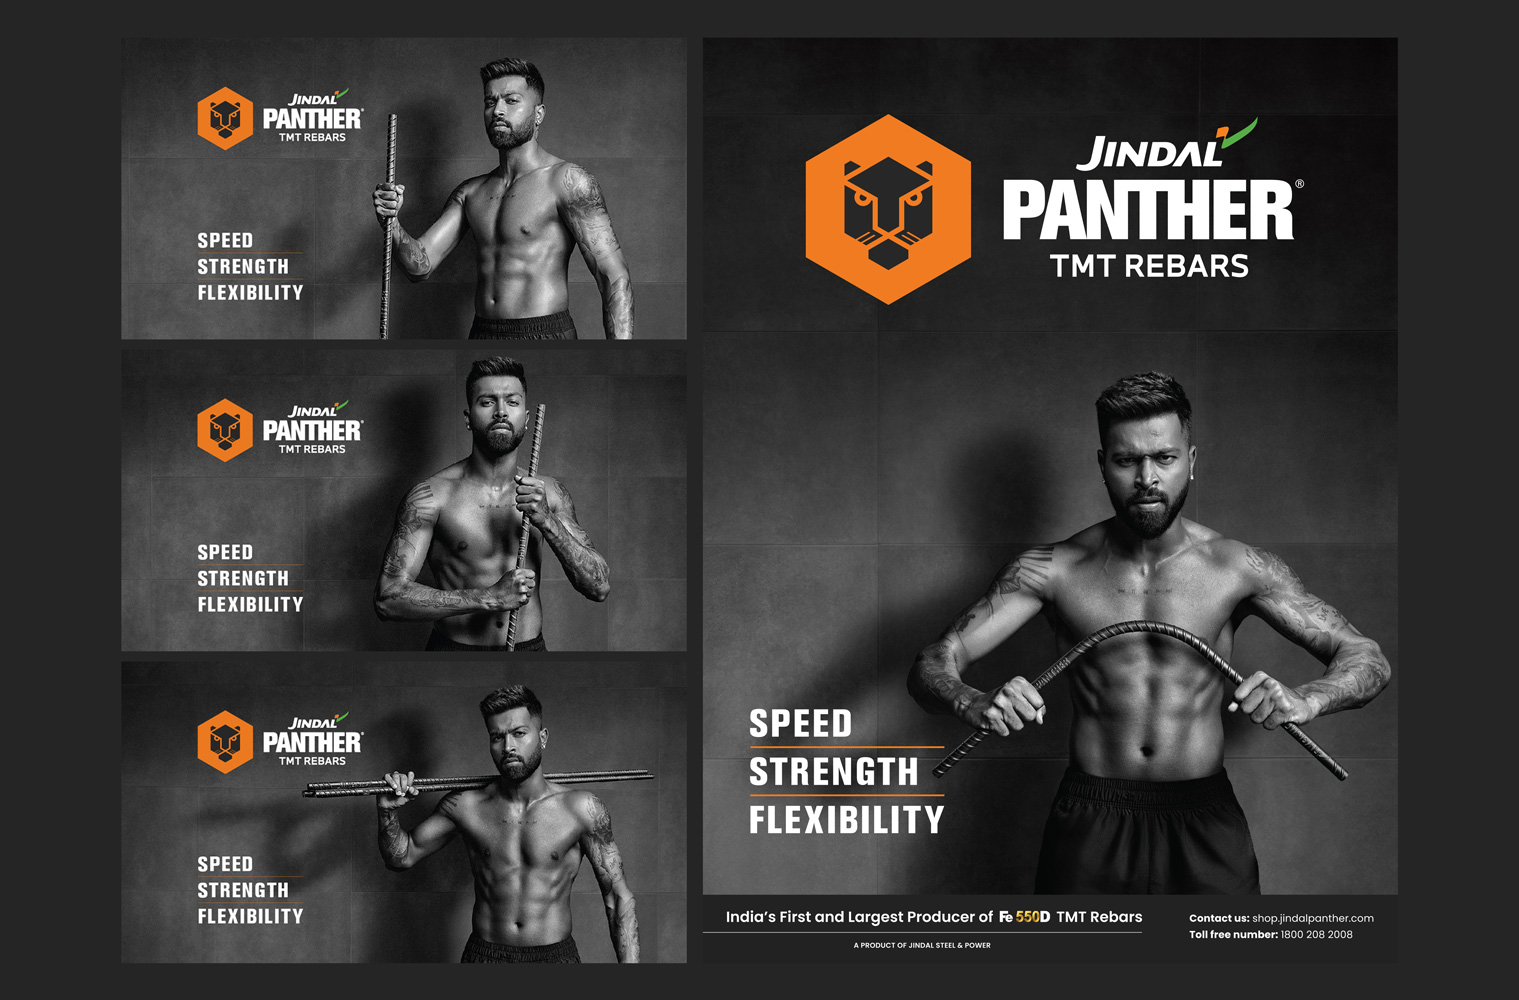 JINDAL
PANTHER®
TMT REBARS
SPEED
STRENGTH
FLEXIBILITY
JINDAL
PANTHER®
TMT REBARS
SPEED
STRENGTH
FLEXIBILITY
JINDAL
PANTHER®
TMT REBARS
SPEED
STRENGTH
FLEXIBILITY
JINDAL
PANTHER®
TMT REBARS
SPEED
STRENGTH
FLEXIBILITY
India's First and Largest Producer of Fe 550D TMT Rebars
A PRODUCT OF JINDAL STEEL & POWER
Contact us: shop.jindalpanther.com
Toll free number: 1800 208 2008